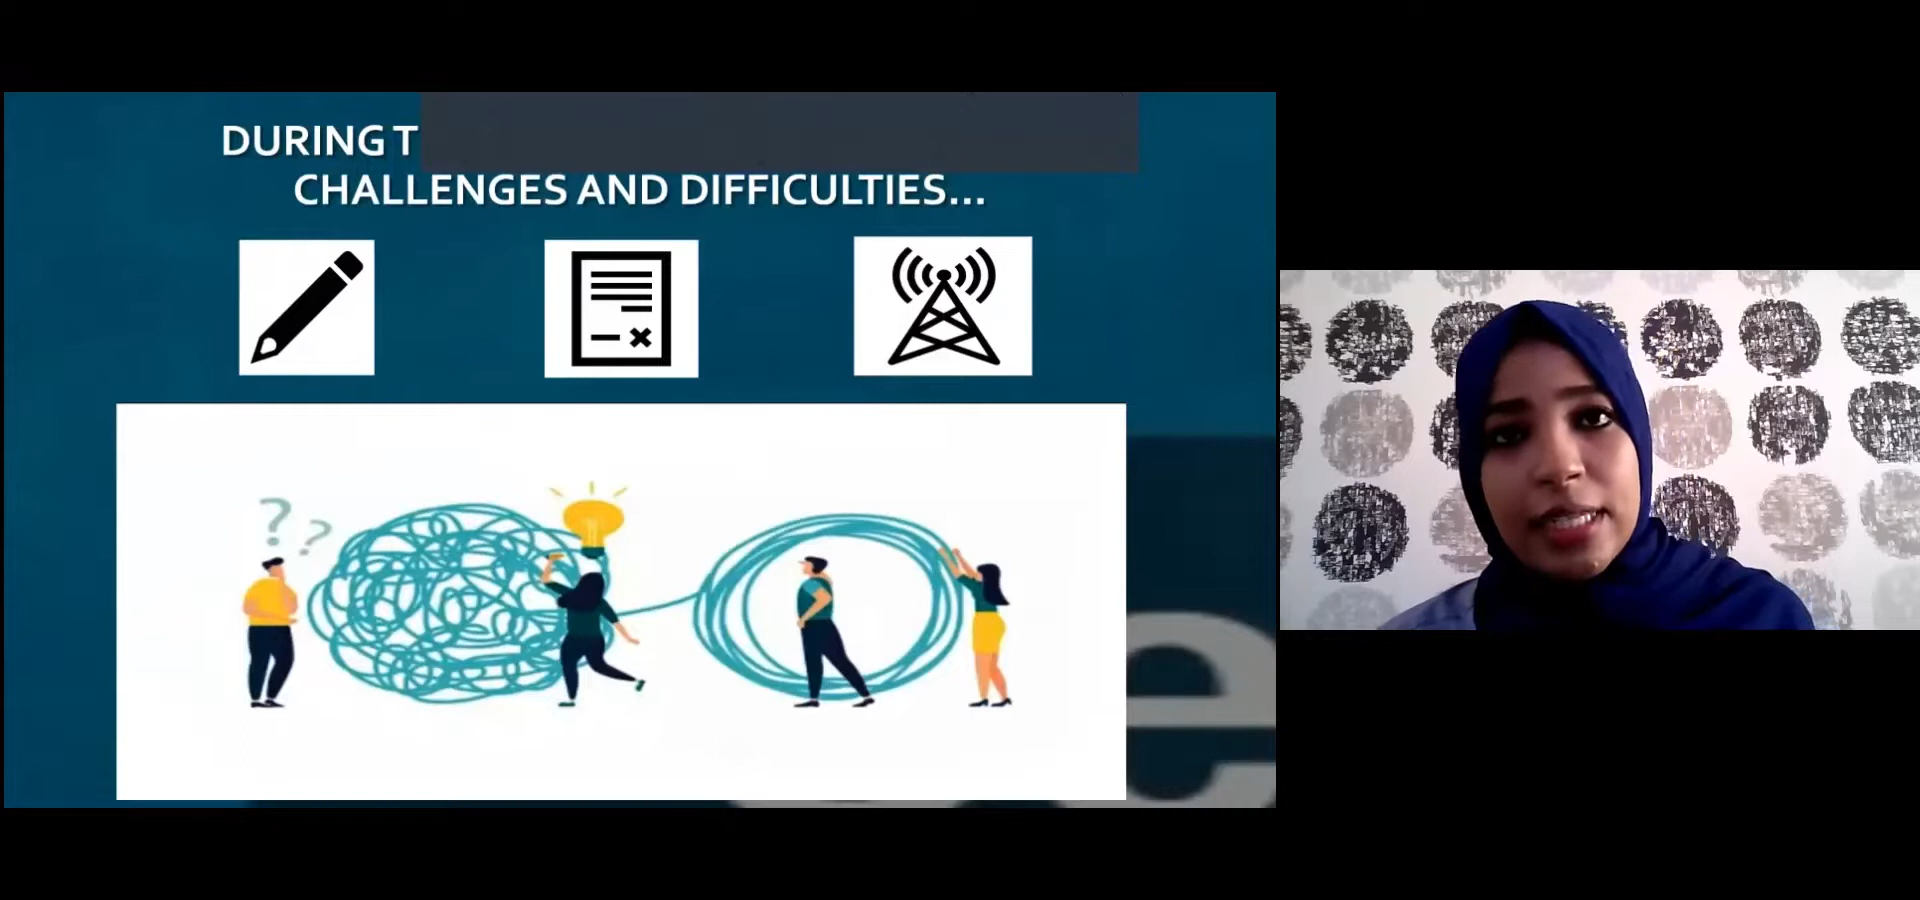 DURING T
CHALLENGES AND DIFFICULTIES...
? ?
e